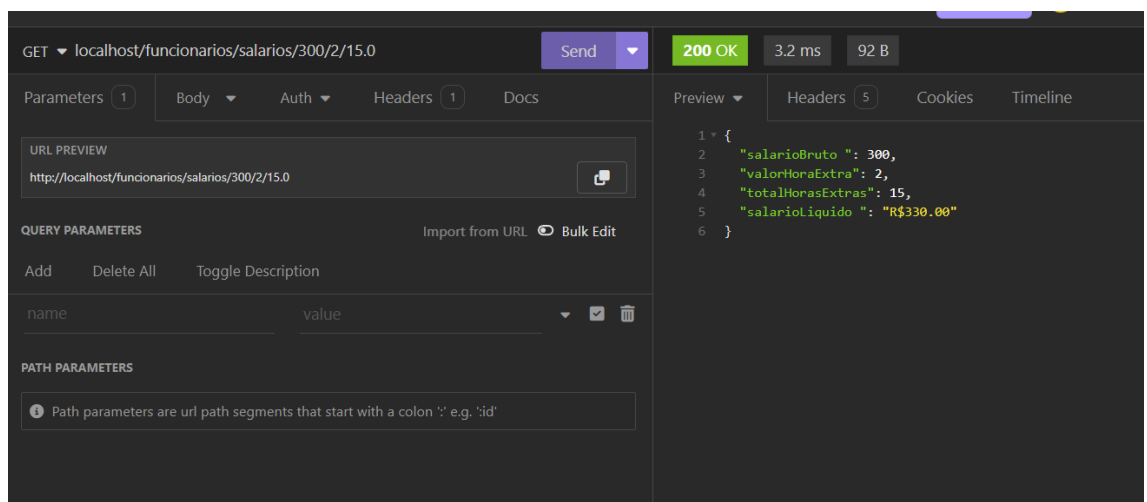 GET localhost/funcionarios/salarios/300/2/15.0 Send
Parameters 1 Body Auth Headers 1 Docs
URL PREVIEW
http://localhost/funcionarios/salarios/300/2/15.0
QUERY PARAMETERS Import from URL Bulk Edit
Add Delete All Toggle Description
name value
PATH PARAMETERS
Path parameters are url path segments that start with a colon ':' e.g. ':id'
200 OK 3.2 ms 92 B
Preview Headers 5 Cookies Timeline
1 {
2 "salarioBruto ": 300,
3 "valorHoraExtra": 2,
4 "totalHorasExtras": 15,
5 "salarioLiquido ": "R$330.00"
6 }